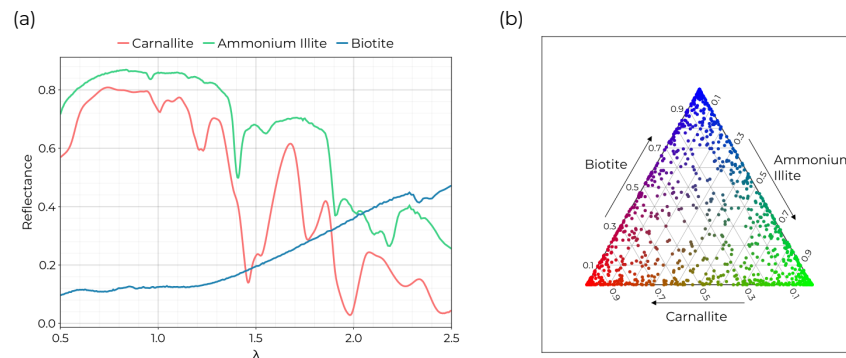 (a)
Carnallite Ammonium Illite Biotite
Reflectance
0.8
0.6
0.4
0.2
0.0
0.5 1.0 1.5 2.0 2.5
λ
(b)
Biotite
Ammonium
Illite
Carnallite
0.9
0.7
0.5
0.3
0.1
0.1
0.3
0.5
0.7
0.9
0.9 0.7 0.5 0.3 0.1